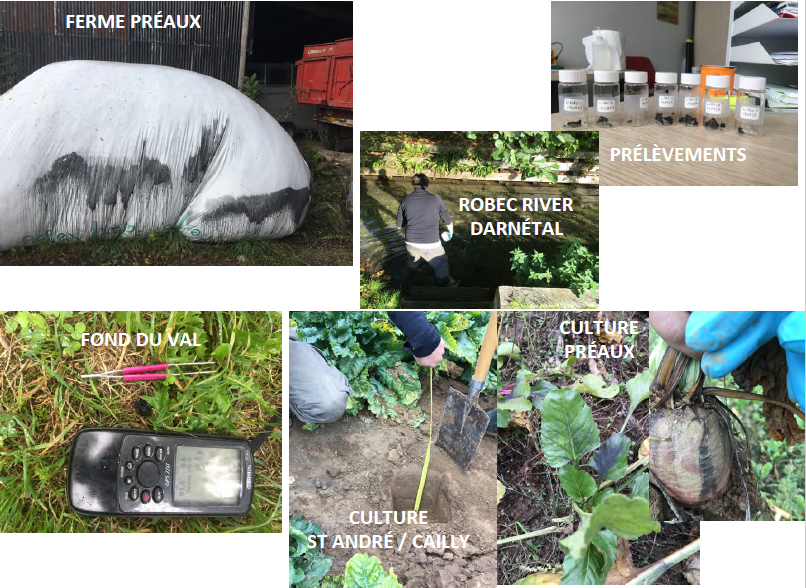 FERME PRÉAUX
PRÉLÈVEMENTS
ROBEC RIVER
DARNÉTAL
FOND DU VAL
CULTURE
ST ANDRÉ / CAILLY
CULTURE
PRÉAUX